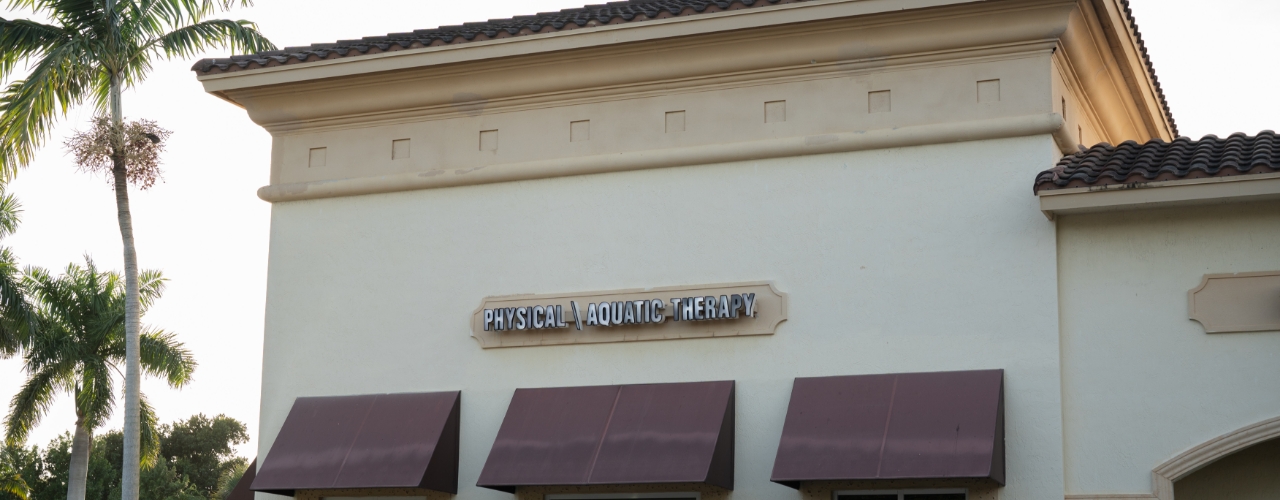 PHYSICAL \ AQUATIC THERAPY